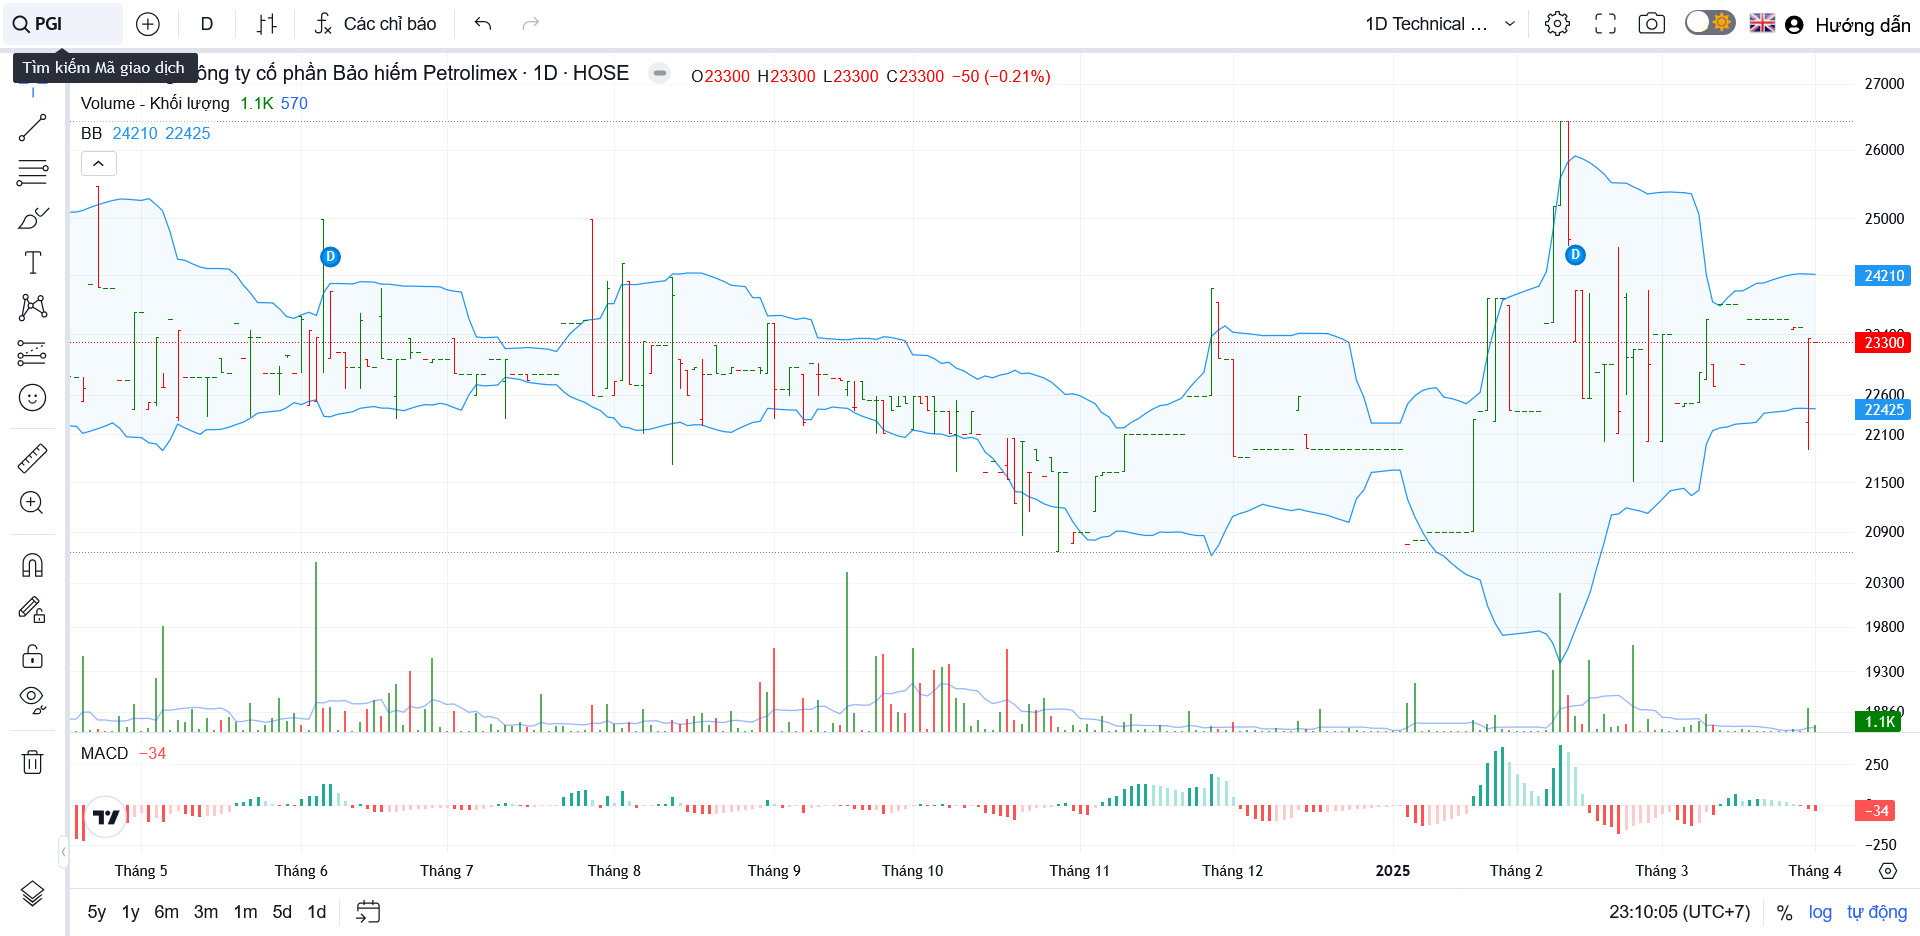 PGI
D
Các chỉ báo
1D Technical ...
Hướng dẫn
Tìm kiếm Mã giao dịch
ông ty cổ phần Bảo hiểm Petrolimex · 1D · HOSE
O23300 H23300 L23300 C23300 −50 (−0.21%)
Volume - Khối lượng 1.1K 570
BB 24210 22425
D
D
27000
26000
25000
24210
23300
22600
22425
22100
21500
20900
20300
19800
19300
18860
1.1K
MACD −34
250
−34
−250
Tháng 5 Tháng 6 Tháng 7 Tháng 8 Tháng 9 Tháng 10 Tháng 11 Tháng 12 2025 Tháng 2 Tháng 3 Tháng 4
5y 1y 6m 3m 1m 5d 1d
23:10:05 (UTC+7) % log tự động